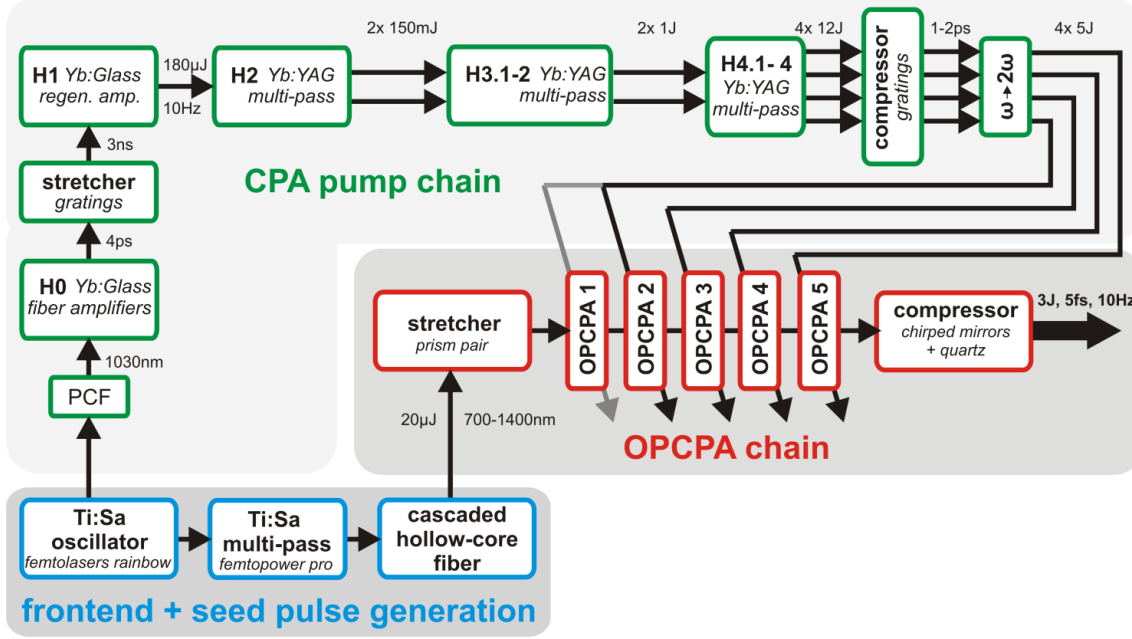 2x 150mJ
2x 1J
4x 12J
1-2ps
4x 5J
H1 Yb:Glass
regen. amp.
180µJ
10Hz
H2 Yb:YAG
multi-pass
H3.1-2 Yb:YAG
multi-pass
H4.1- 4
Yb:YAG
multi-pass
compressor
gratings
ω→2ω
3ns
stretcher
gratings
CPA pump chain
4ps
H0 Yb:Glass
fiber amplifiers
1030nm
PCF
stretcher
prism pair
OPCPA 1
OPCPA 2
OPCPA 3
OPCPA 4
OPCPA 5
compressor
chirped mirrors
+ quartz
3J, 5fs, 10Hz
20µJ
700-1400nm
OPCPA chain
Ti:Sa
oscillator
femtolasers rainbow
Ti:Sa
multi-pass
femtopower pro
cascaded
hollow-core
fiber
frontend + seed pulse generation